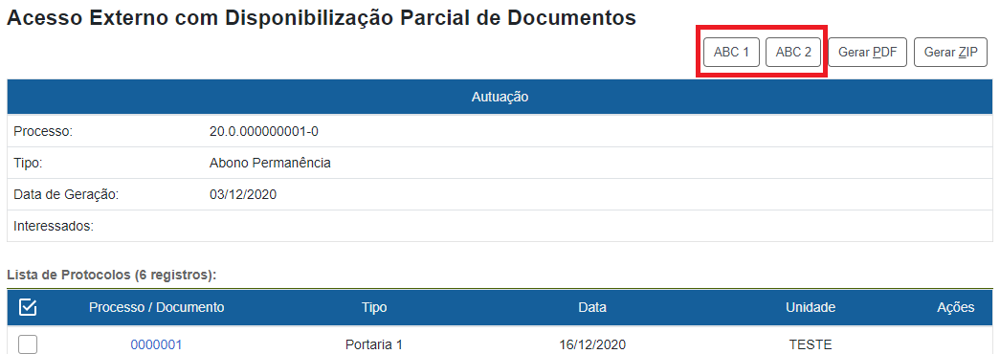 Acesso Externo com Disponibilização Parcial de Documentos
ABC 1 ABC 2 Gerar PDF Gerar ZIP
Autuação
Processo: 20.0.000000001-0
Tipo: Abono Permanência
Data de Geração: 03/12/2020
Interessados:
Lista de Protocolos (6 registros):
Processo / Documento Tipo Data Unidade Ações
0000001 Portaria 1 16/12/2020 TESTE